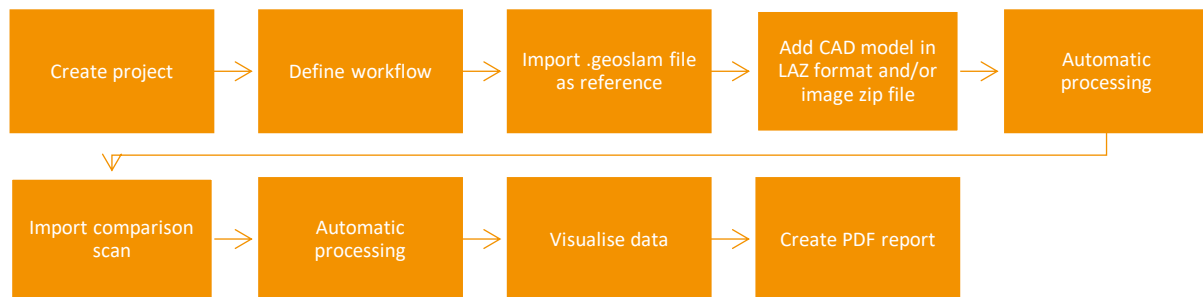 Create project
Define workflow
Import .geoslam file
as reference
Add CAD model in
LAZ format and/or
image zip file
Automatic
processing
Import comparison
scan
Automatic
processing
Visualise data
Create PDF report